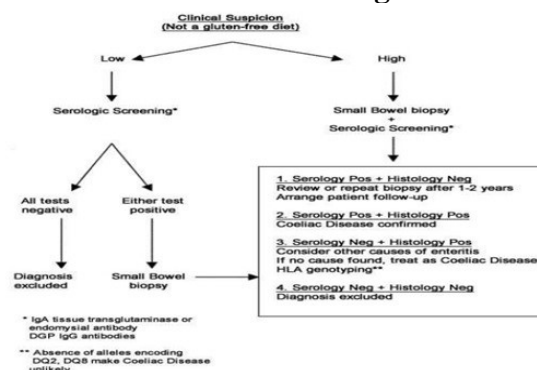 Clinical Suspicion
(Not a gluten-free diet)
Low
High
Serologic Screening*
Small Bowel biopsy
+
Serologic Screening*
All tests
negative
Either test
positive
Diagnosis
excluded
Small Bowel
biopsy
1. Serology Pos + Histology Neg
Review or repeat biopsy after 1-2 years
Arrange patient follow-up
2. Serology Pos + Histology Pos
Coeliac Disease confirmed
3. Serology Neg + Histology Pos
Consider other causes of enteritis
If no cause found, treat as Coeliac Disease
HLA genotyping**
4. Serology Neg + Histology Neg
Diagnosis excluded
* IgA tissue transglutaminase or
endomysial antibody
DGP IgG antibodies
** Absence of alleles encoding
DQ2, DQ8 make Coeliac Disease
unlikely